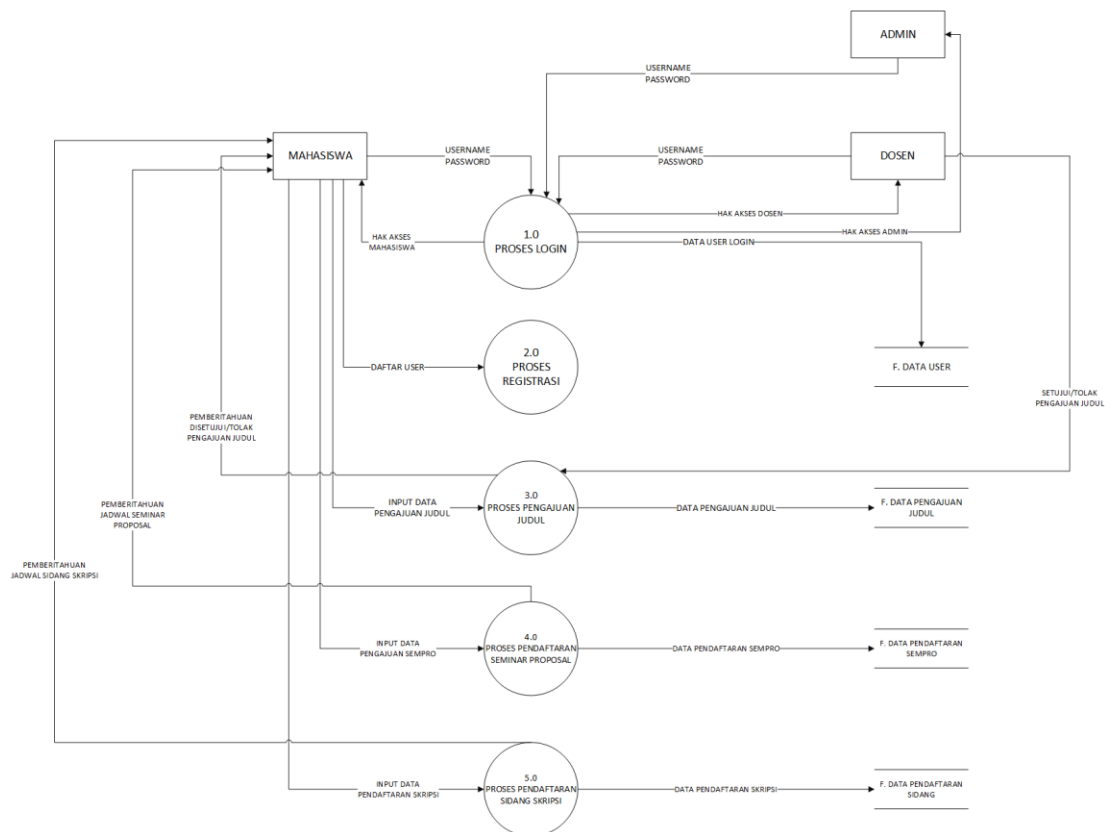 ADMIN
USERNAME
PASSWORD
MAHASISWA
USERNAME
PASSWORD
USERNAME
PASSWORD
DOSEN
HAK AKSES DOSEN
HAK AKSES ADMIN
HAK AKSES
MAHASISWA
1.0
PROSES LOGIN
DATA USER LOGIN
2.0
PROSES
REGISTRASI
DAFTAR USER
F. DATA USER
SETUJUI/TOLAK
PENGAJUAN JUDUL
PEMBERITAHUAN
DISETUJUI/TOLAK
PENGAJUAN JUDUL
3.0
PROSES PENGAJUAN
JUDUL
INPUT DATA
PENGAJUAN JUDUL
DATA PENGAJUAN JUDUL
F. DATA PENGAJUAN
JUDUL
PEMBERITAHUAN
JADWAL SEMINAR
PROPOSAL
PEMBERITAHUAN
JADWAL SIDANG SKRIPSI
4.0
PROSES PENDAFTARAN
SEMINAR PROPOSAL
INPUT DATA
PENGAJUAN SEMPRO
DATA PENDAFTARAN SEMPRO
F. DATA PENDAFTARAN
SEMPRO
5.0
PROSES PENDAFTARAN
SIDANG SKRIPSI
INPUT DATA
PENDAFTARAN SKRIPSI
DATA PENDAFTARAN SKRIPSI
F. DATA PENDAFTARAN
SIDANG